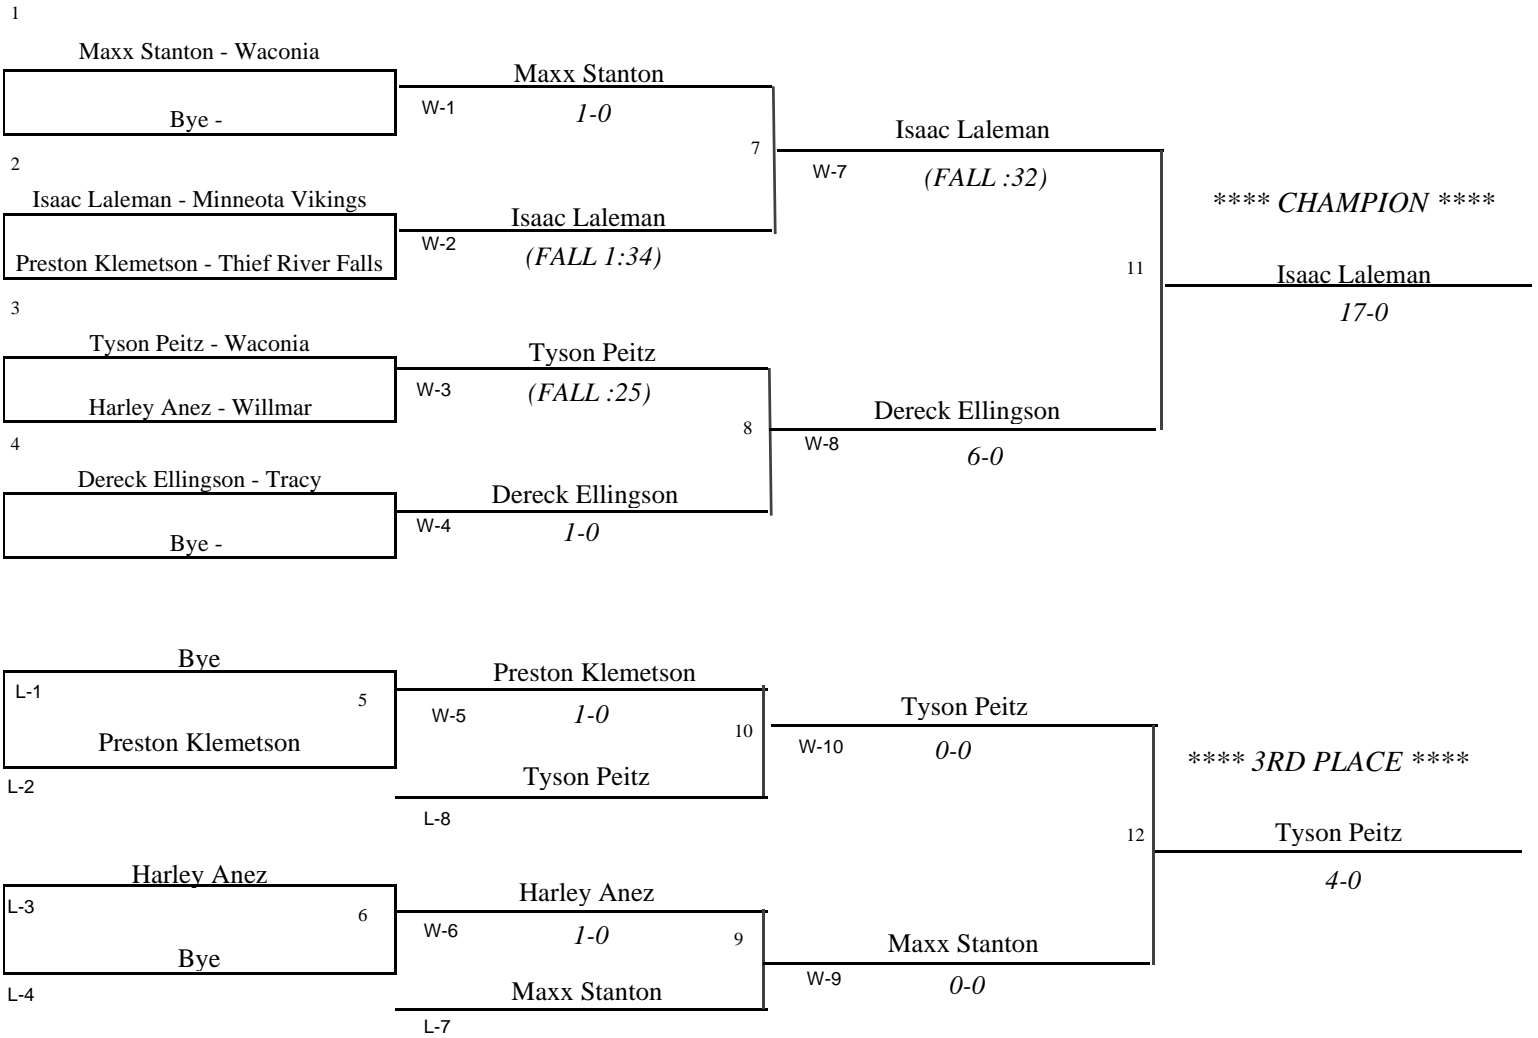 1
Maxx Stanton - Waconia
Maxx Stanton
W-1
1-0
Bye -
Isaac Laleman
7
2
W-7
(FALL :32)
Isaac Laleman - Minneota Vikings
**** CHAMPION ****
Isaac Laleman
W-2
(FALL 1:34)
Preston Klemetson - Thief River Falls
11
Isaac Laleman
3
17-0
Tyson Peitz - Waconia
Tyson Peitz
W-3
(FALL :25)
Harley Anez - Willmar
Dereck Ellingson
8
4
W-8
6-0
Dereck Ellingson - Tracy
Dereck Ellingson
W-4
1-0
Bye -
Bye
Preston Klemetson
L-1
5
W-5
1-0
Tyson Peitz
10
Preston Klemetson
W-10
0-0
**** 3RD PLACE ****
Tyson Peitz
L-2
L-8
12
Tyson Peitz
Harley Anez
4-0
Harley Anez
L-3
6
W-6
1-0
9
Maxx Stanton
Bye
W-9
0-0
Maxx Stanton
L-4
L-7